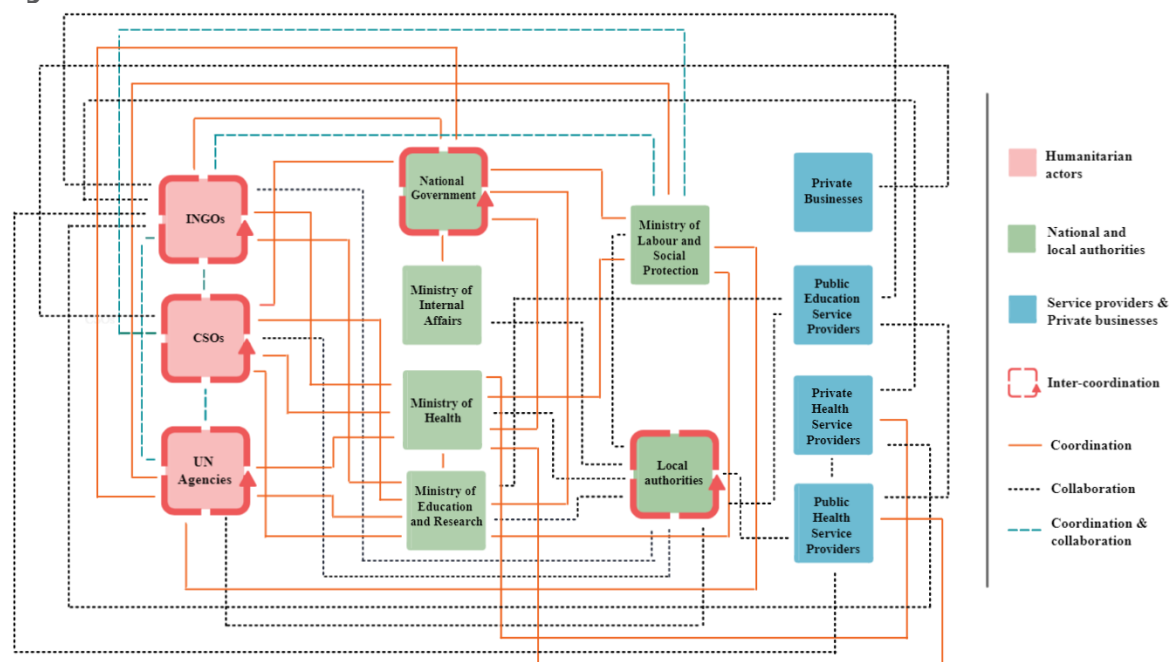 INGOs
CSOs
UN
Agencies
National
Government
Ministry of
Internal
Affairs
Ministry of
Health
Ministry of
Education
and Research
Ministry of
Labour and
Social
Protection
Local
authorities
Private
Businesses
Public
Education
Service
Providers
Private
Health
Service
Providers
Public
Health
Service
Providers
Humanitarian
actors
National and
local authorities
Service providers &
Private businesses
Inter-coordination
Coordination
Collaboration
Coordination &
collaboration